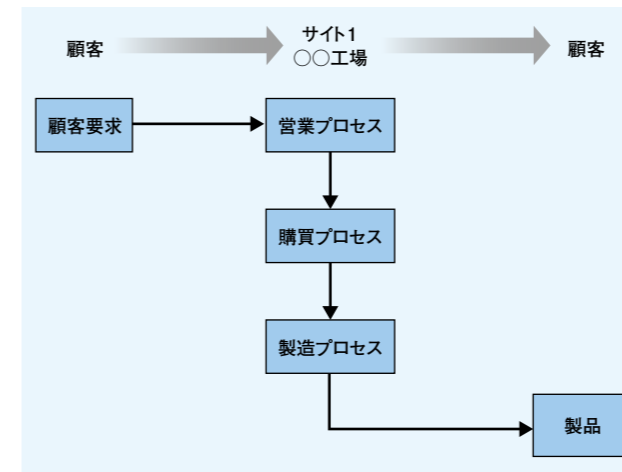 顧客
サイト1
○○工場
顧客
顧客要求
営業プロセス
購買プロセス
製造プロセス
製品